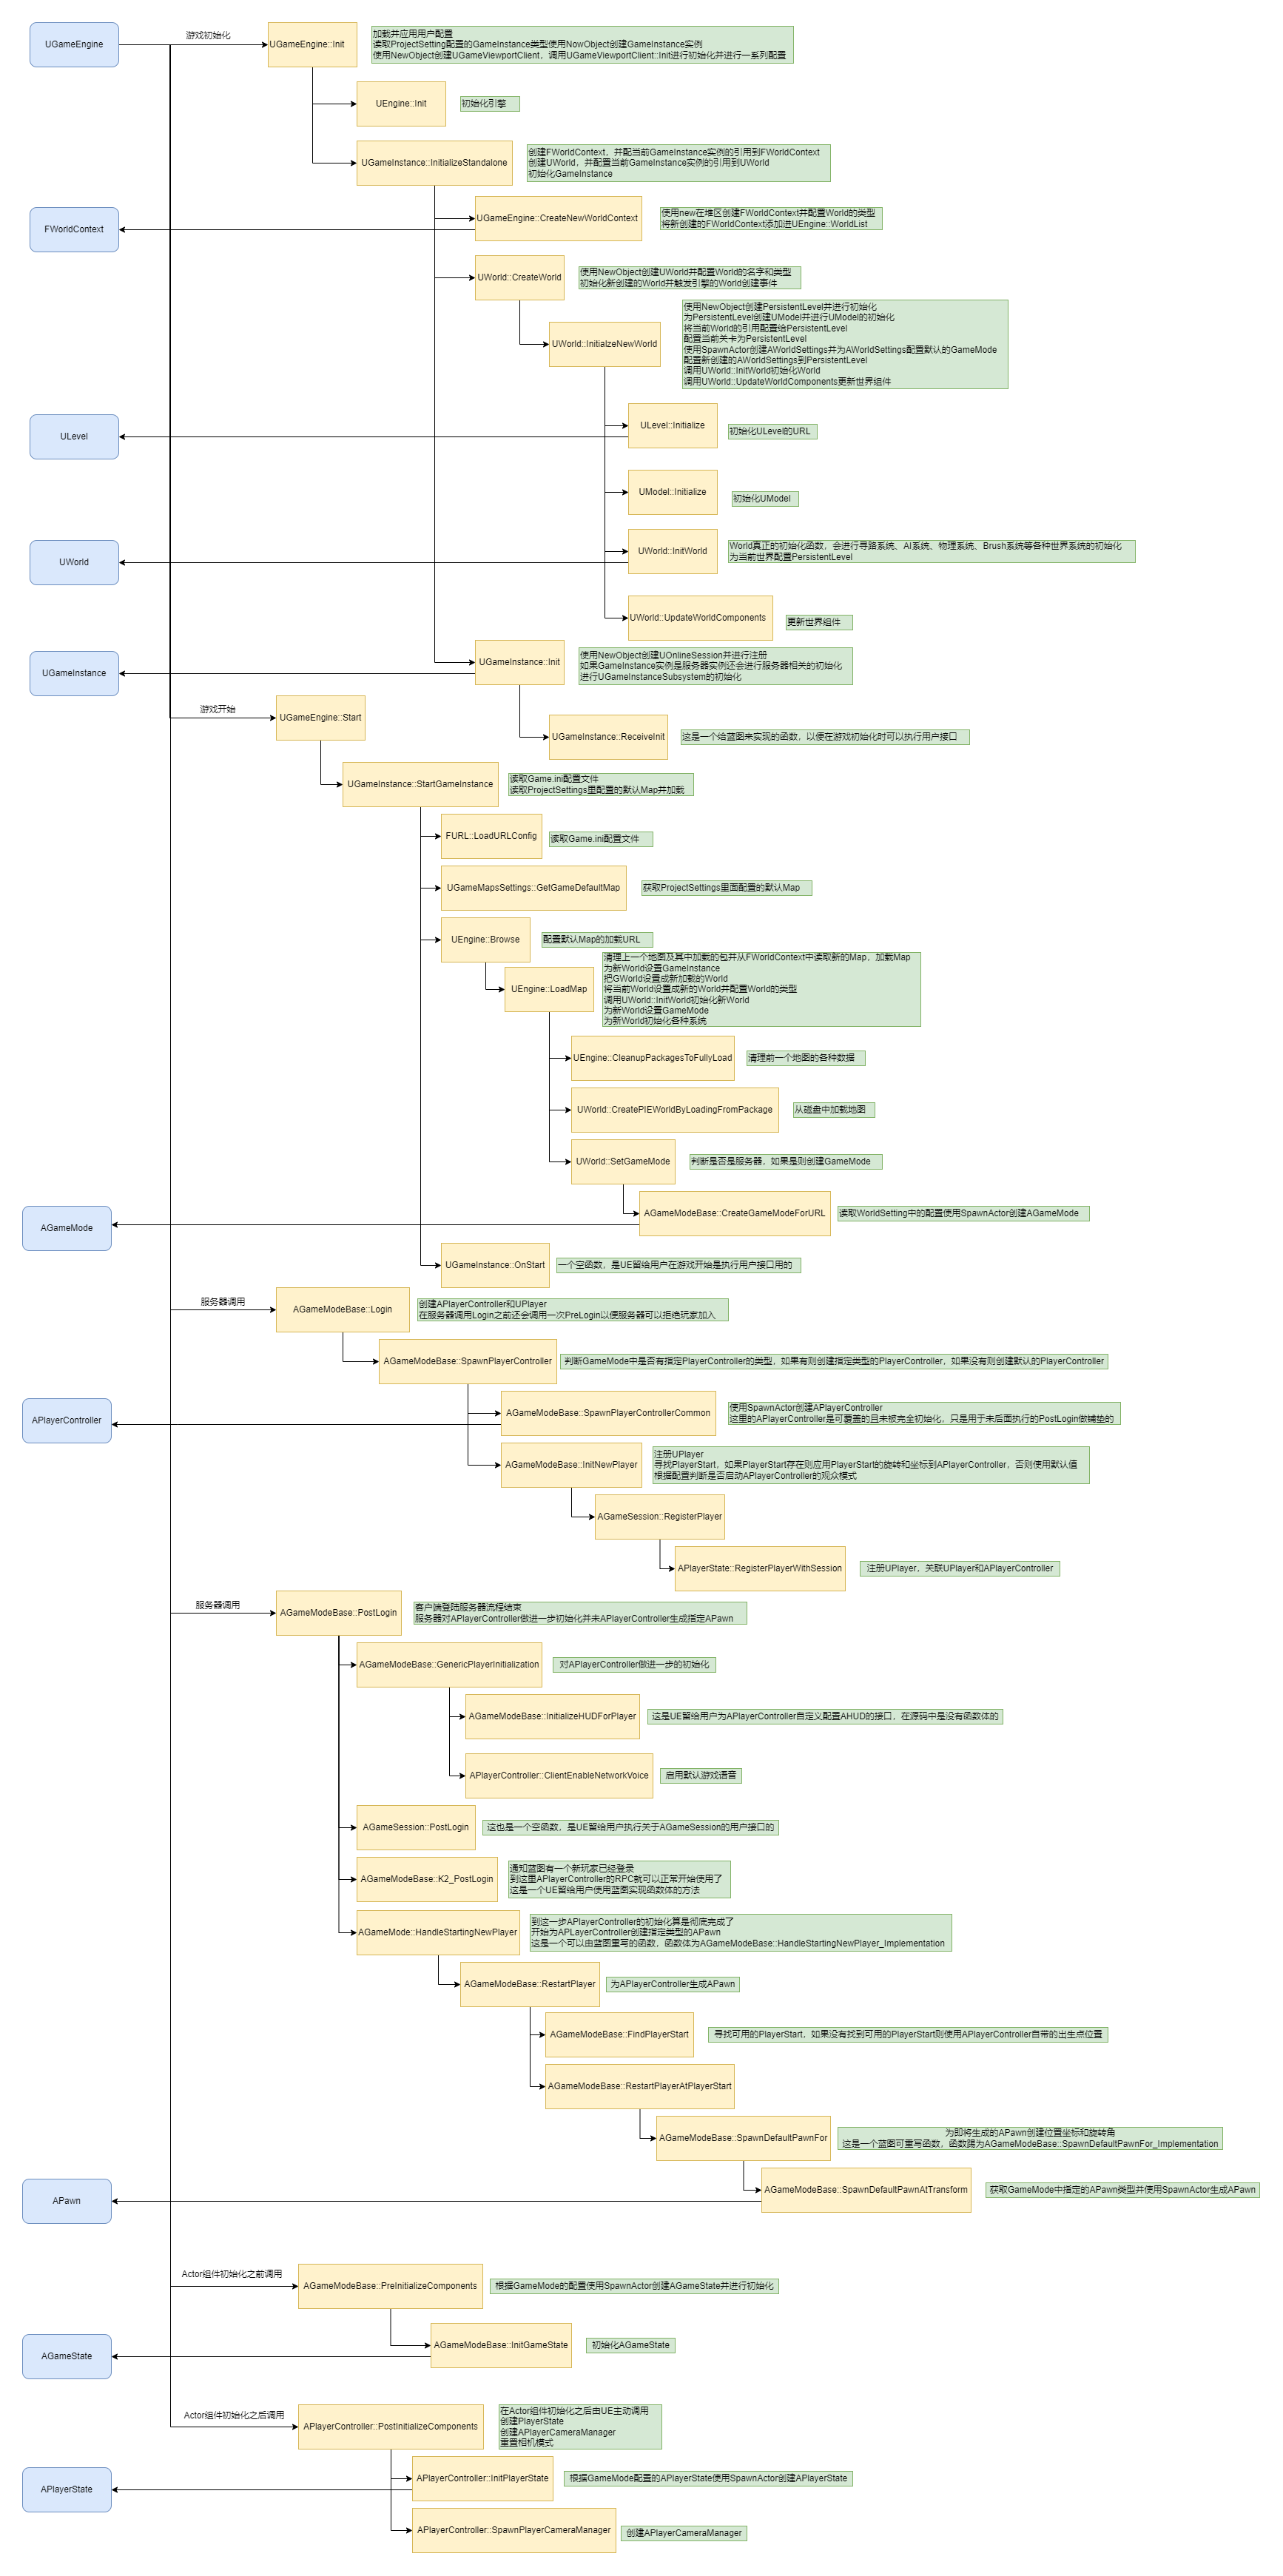 UGameEngine
游戏初始化
UGameEngine::Init
加载并应用用户配置
读取ProjectSetting配置的GameInstance类型使用NowObject创建GameInstance实例
使用NewObject创建UGameViewportClient，调用UGameViewportClient::Init进行初始化并进行一系列配置
UEngine::Init
初始化引擎
UGameInstance::InitializeStandalone
创建FWorldContext，并配当前GameInstance实例的引用到FWorldContext
创建UWorld，并配置当前GameInstance实例的引用到UWorld
初始化GameInstance
FWorldContext
UGameEngine::CreateNewWorldContext
使用new在堆区创建FWorldContext并配置World的类型
将新创建的FWorldContext添加进UEngine::WorldList
UWorld::CreateWorld
使用NewObject创建UWorld并配置World的名字和类型
初始化新创建的World并触发引擎的World创建事件
UWorld::InitialzeNewWorld
使用NewObject创建PersistentLevel并进行初始化
为PersistentLevel创建UModel并进行UModel的初始化
将当前World的引用配置给PersistentLevel
配置当前关卡为PersistentLevel
使用SpawnActor创建AWorldSettings并为AWorldSettings配置默认的GameMode
配置新创建的AWorldSettings到PersistentLevel
调用UWorld::InitWorld初始化World
调用UWorld::UpdateWorldComponents更新世界组件
ULevel
ULevel::Initialize
初始化ULevel的URL
UModel::Initialize
初始化UModel
UWorld
UWorld::InitWorld
World真正的初始化函数，会进行寻路系统、AI系统、物理系统、Brush系统等各种世界系统的初始化
为当前世界配置PersistentLevel
UWorld::UpdateWorldComponents
更新世界组件
UGameInstance
UGameInstance::Init
使用NewObject创建UOnlineSession并进行注册
如果GameInstance实例是服务器实例还会进行服务器相关的初始化
进行UGameInstanceSubsystem的初始化
游戏开始
UGameEngine::Start
UGameInstance::ReceiveInit
这是一个给蓝图来实现的函数，以便在游戏初始化时可以执行用户接口
UGameInstance::StartGameInstance
读取Game.ini配置文件
读取ProjectSettings里配置的默认Map并加载
FURL::LoadURLConfig
读取Game.ini配置文件
UGameMapsSettings::GetGameDefaultMap
获取ProjectSettings里面配置的默认Map
UEngine::Browse
配置默认Map的加载URL
UEngine::LoadMap
清理上一个地图及其中加载的包并从FWorldContext中读取新的Map，加载Map
为新World设置GameInstance
把GWorld设置成新加载的World
将当前World设置成新的World并配置World的类型
调用UWorld::InitWorld初始化新World
为新World设置GameMode
为新World初始化各种系统
UEngine::CleanupPackagesToFullyLoad
清理前一个地图的各种数据
UWorld::CreatePIEWorldByLoadingFromPackage
从磁盘中加载地图
UWorld::SetGameMode
判断是否是服务器，如果是则创建GameMode
AGameMode
AGameModeBase::CreateGameModeForURL
读取WorldSetting中的配置使用SpawnActor创建AGameMode
UGameInstance::OnStart
一个空函数，是UE留给用户在游戏开始是执行用户接口用的
服务器调用
AGameModeBase::Login
创建APlayerController和UPlayer
在服务器调用Login之前还会调用一次PreLogin以便服务器可以拒绝玩家加入
AGameModeBase::SpawnPlayerController
判断GameMode中是否有指定PlayerController的类型，如果有则创建指定类型的PlayerController，如果没有则创建默认的PlayerController
APlayerController
AGameModeBase::SpawnPlayerControllerCommon
使用SpawnActor创建APlayerController
这里的APlayerController是可覆盖的且未被完全初始化，只是用于未后面执行的PostLogin做铺垫的
AGameModeBase::InitNewPlayer
注册UPlayer
寻找PlayerStart，如果PlayerStart存在则应用PlayerStart的旋转和坐标到APlayerController，否则使用默认值
根据配置判断是否启动APlayerController的观众模式
AGameSession::RegisterPlayer
APlayerState::RegisterPlayerWithSession
注册UPlayer，关联UPlayer和APlayerController
服务器调用
AGameModeBase::PostLogin
客户端登陆服务器流程结束
服务器对APlayerController做进一步初始化并未APlayerController生成指定APawn
AGameModeBase::GenericPlayerInitialization
对APlayerController做进一步的初始化
AGameModeBase::InitializeHUDForPlayer
这是UE留给用户为APlayerController自定义配置AHUD的接口，在源码中是没有函数体的
APlayerController::ClientEnableNetworkVoice
启用默认游戏语音
AGameSession::PostLogin
这也是一个空函数，是UE留给用户执行关于AGameSession的用户接口的
AGameModeBase::K2_PostLogin
通知蓝图有一个新玩家已经登录
到这里APlayerController的RPC就可以正常开始使用了
这是一个UE留给用户使用蓝图实现函数体的方法
AGameMode::HandleStartingNewPlayer
到这一步APlayerController的初始化算是彻底完成了
开始为APLayerController创建指定类型的APawn
这是一个可以由蓝图重写的函数，函数体为AGameModeBase::HandleStartingNewPlayer_Implementation
AGameModeBase::RestartPlayer
为APlayerController生成APawn
AGameModeBase::FindPlayerStart
寻找可用的PlayerStart，如果没有找到可用的PlayerStart则使用APlayerController自带的出生点位置
AGameModeBase::RestartPlayerAtPlayerStart
AGameModeBase::SpawnDefaultPawnFor
为即将生成的APawn创建位置坐标和旋转角
这是一个蓝图可重写函数，函数踢为AGameModeBase::SpawnDefaultPawnFor_Implementation
APawn
AGameModeBase::SpawnDefaultPawnAtTransform
获取GameMode中指定的APawn类型并使用SpawnActor生成APawn
Actor组件初始化之前调用
AGameModeBase::PreInitializeComponents
根据GameMode的配置使用SpawnActor创建AGameState并进行初始化
AGameState
AGameModeBase::InitGameState
初始化AGameState
Actor组件初始化之后调用
APlayerController::PostInitializeComponents
在Actor组件初始化之后由UE主动调用
创建PlayerState
创建APlayerCameraManager
重置相机模式
APlayerState
APlayerController::InitPlayerState
根据GameMode配置的APlayerState使用SpawnActor创建APlayerState
APlayerController::SpawnPlayerCameraManager
创建APlayerCameraManager